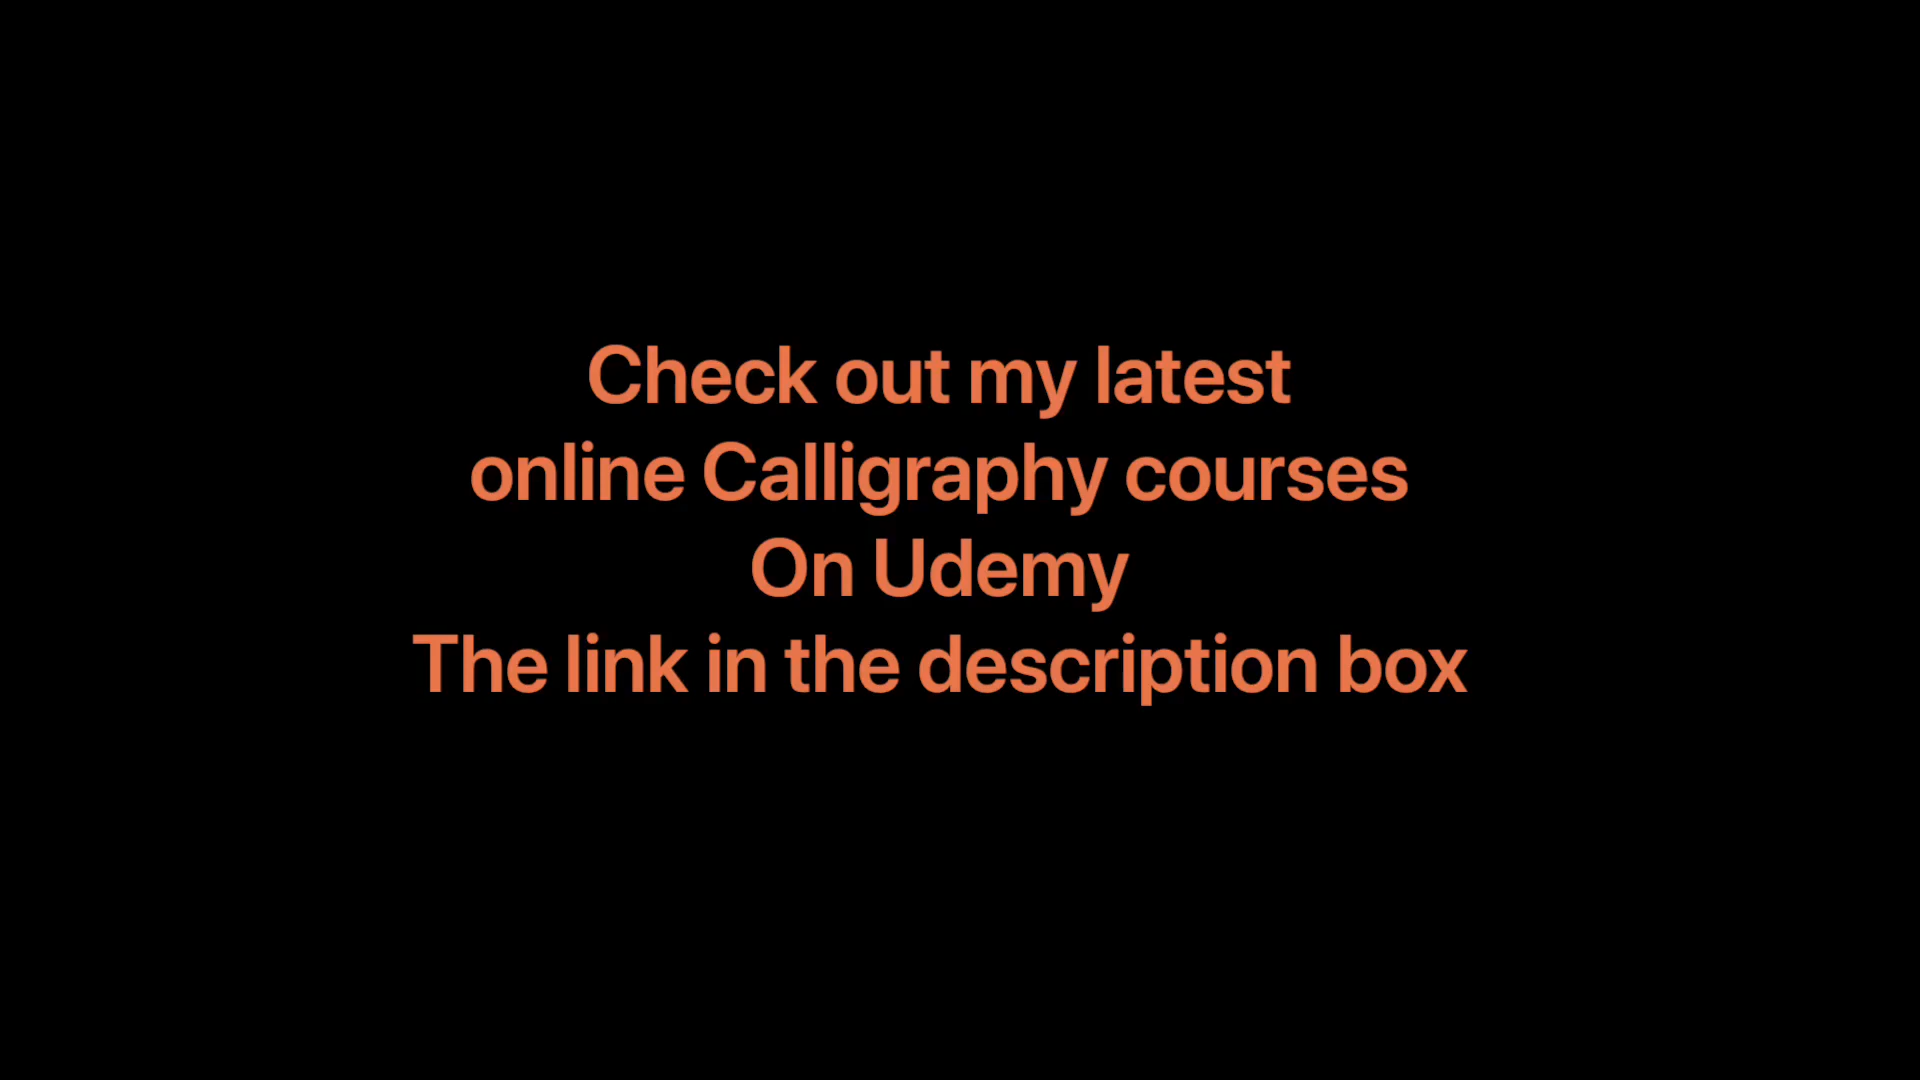 Check out my latest
online Calligraphy courses
On Udemy
The link in the description box